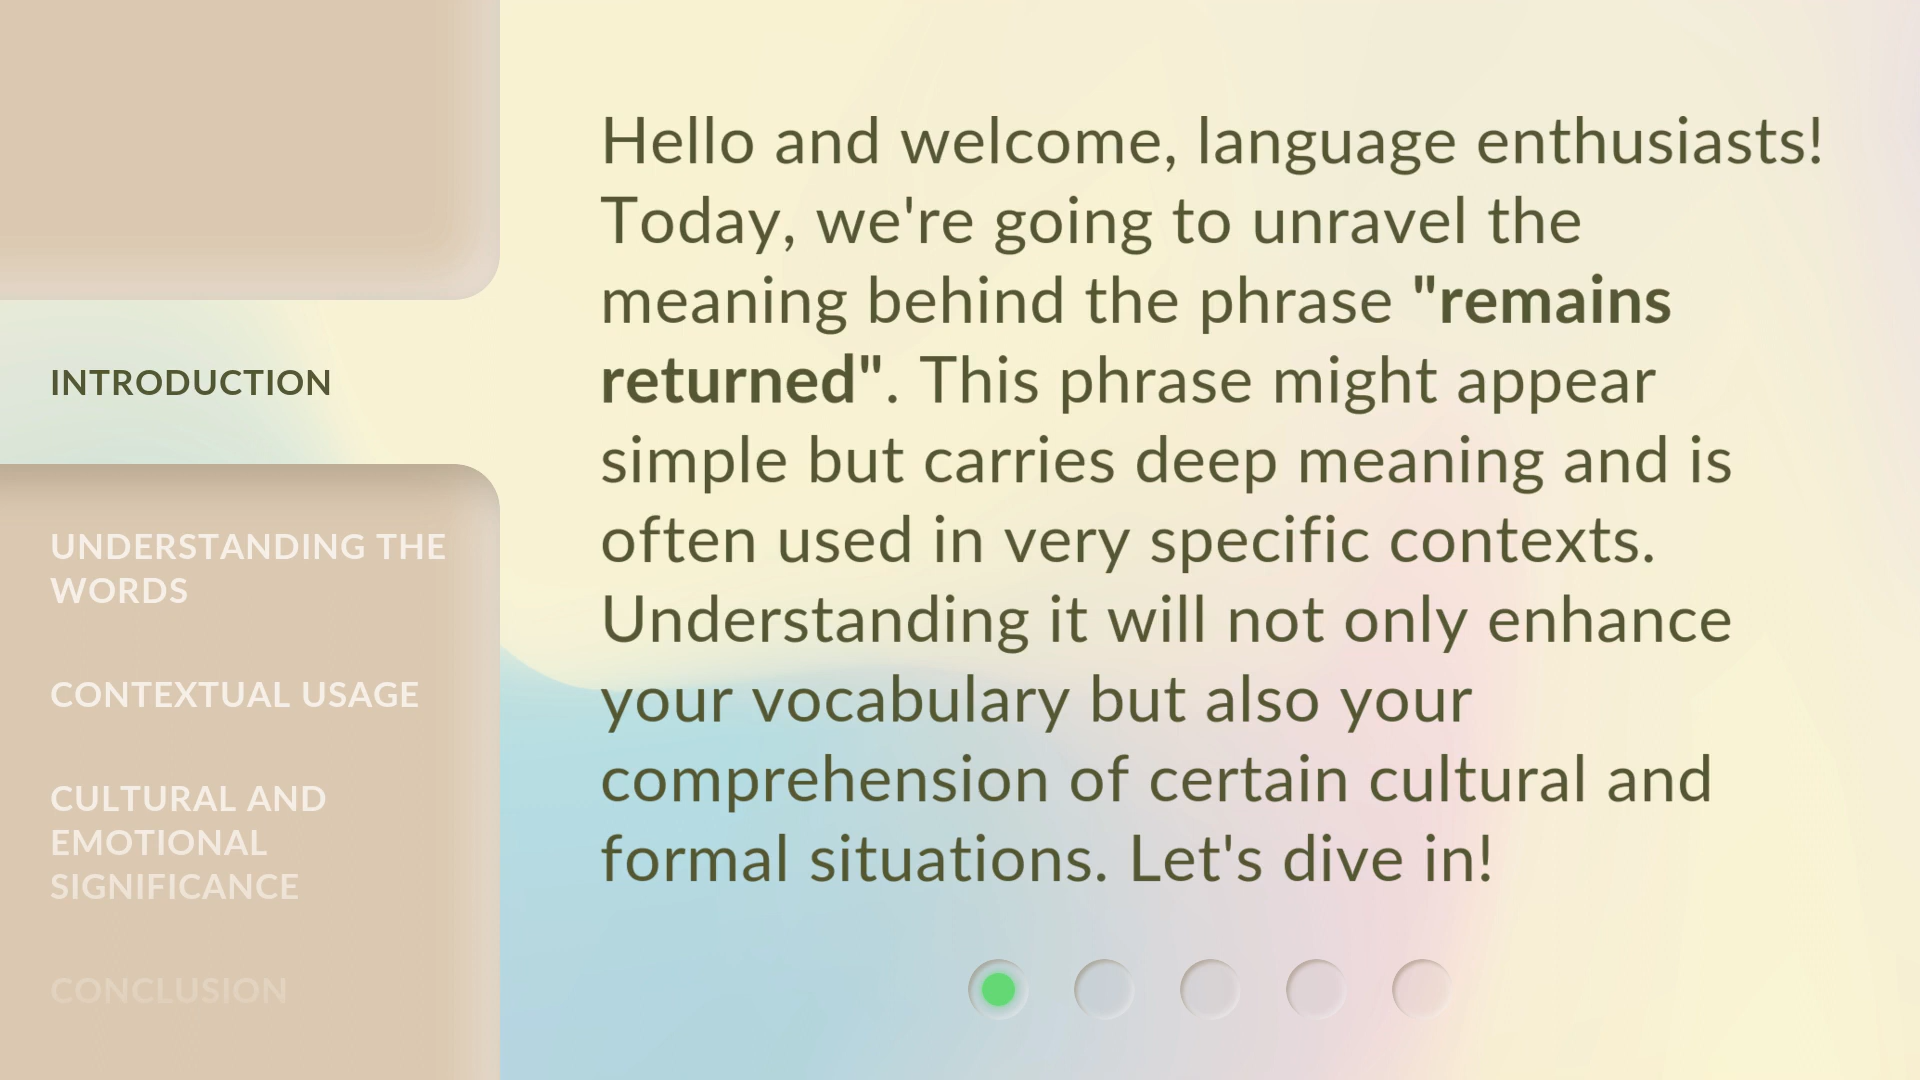 INTRODUCTION
UNDERSTANDING THE
WORDS
CONTEXTUAL USAGE
CULTURAL AND
EMOTIONAL
SIGNIFICANCE
CONCLUSION
Hello and welcome, language enthusiasts!
Today, we're going to unravel the
meaning behind the phrase "remains
returned". This phrase might appear
simple but carries deep meaning and is
often used in very specific contexts.
Understanding it will not only enhance
your vocabulary but also your
comprehension of certain cultural and
formal situations. Let's dive in!